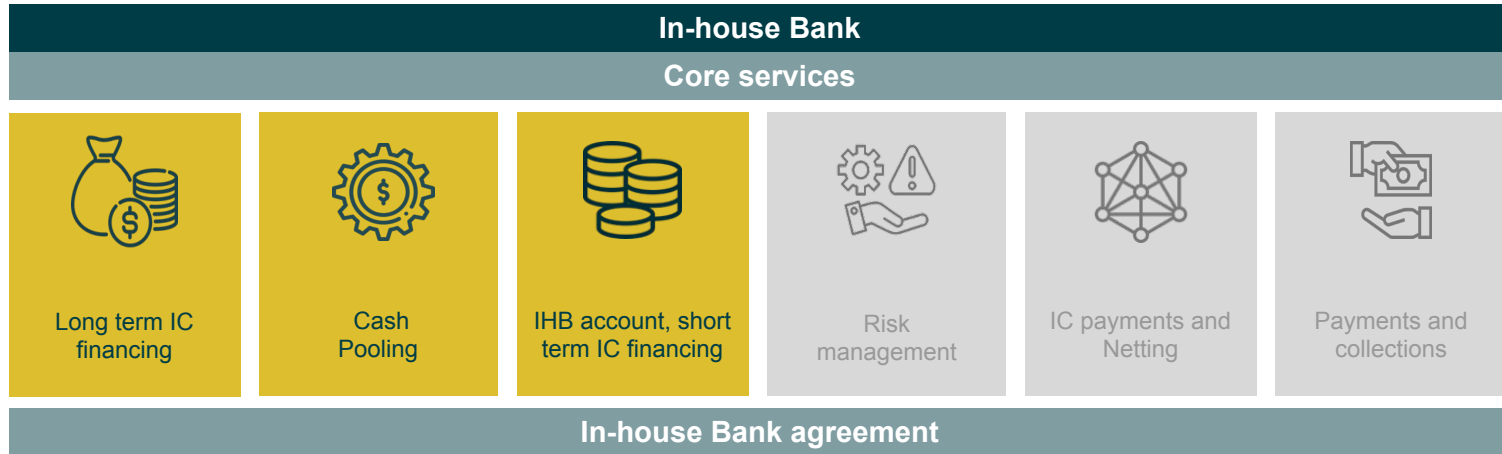 In-house Bank
Core services
Long term IC
financing
Cash
Pooling
IHB account, short
term IC financing
Risk
management
IC payments and
Netting
Payments and
collections
In-house Bank agreement